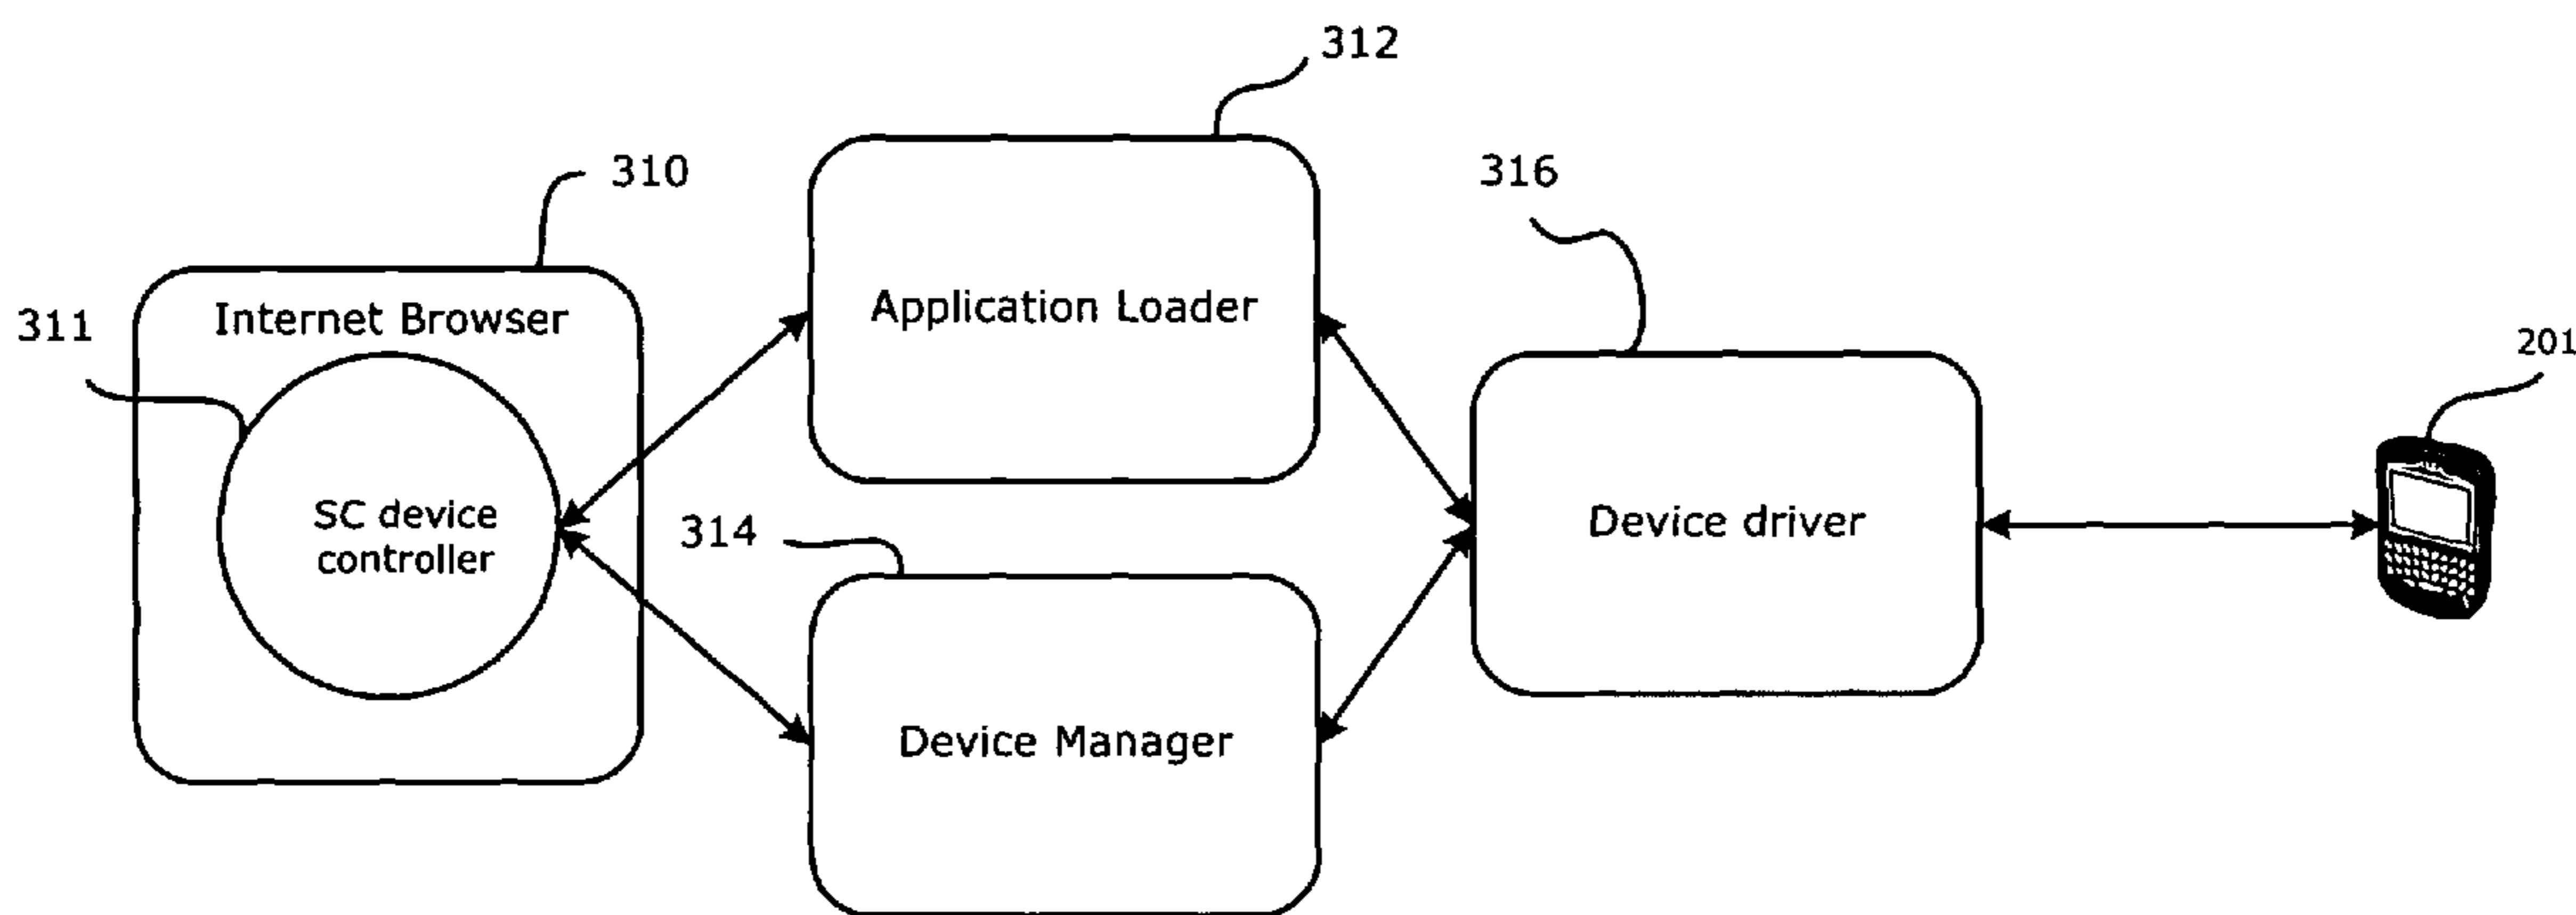 312
310
316
311
Internet Browser
Application Loader
201
SC device
controller
314
Device driver
Device Manager